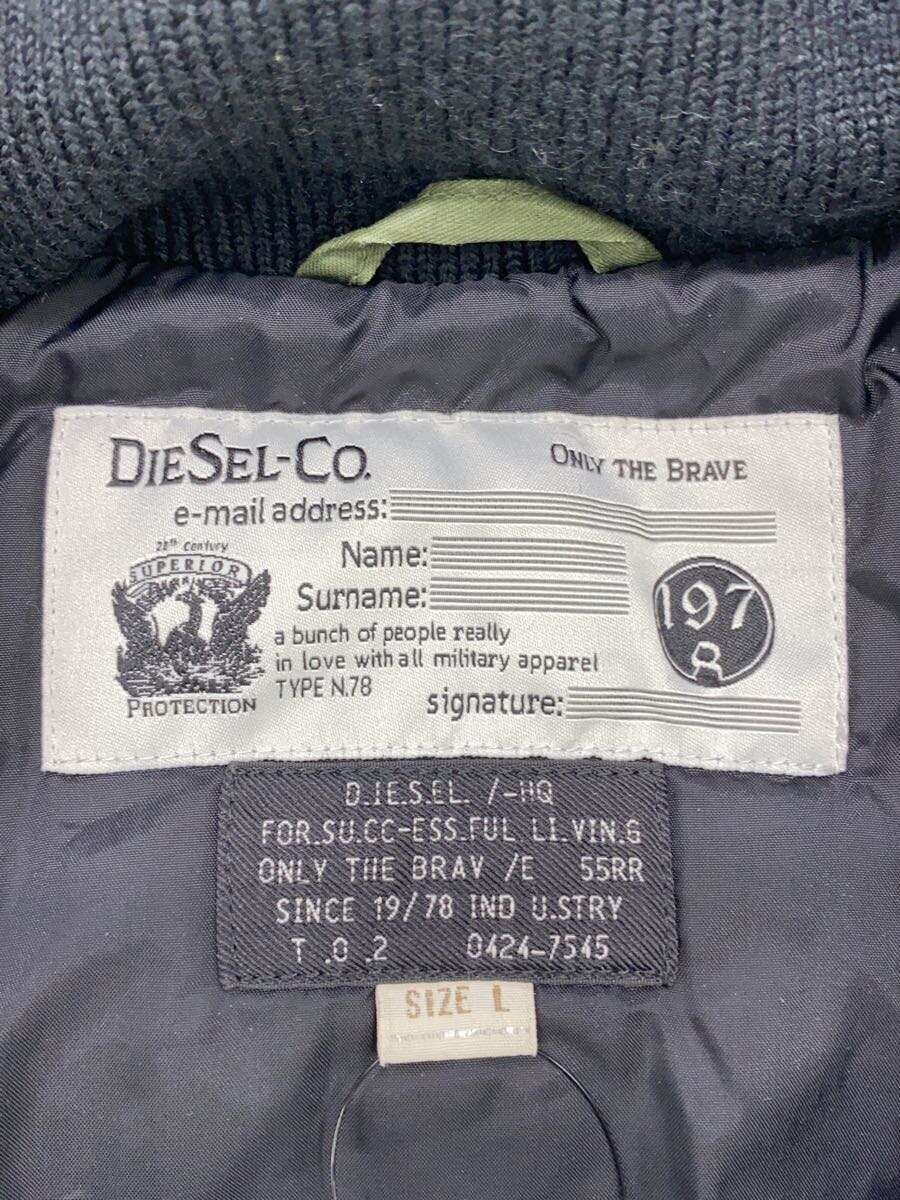 DIESEL-CO.
ONLY THE BRAVE
e-mail address:
Name:
Surname:
20th Century
SUPERIOR
PROTECTION
a bunch of people really
in love with all military apparel
TYPE N.78
signature:
197
8
D.IE.S.EL. /-HQ
FOR.SU.CC-ESS.FUL LI.VIN.G
ONLY THE BRAV /E 55RR
SINCE 19/78 IND U.STRY
T .O .2 0424-7545
SIZE L